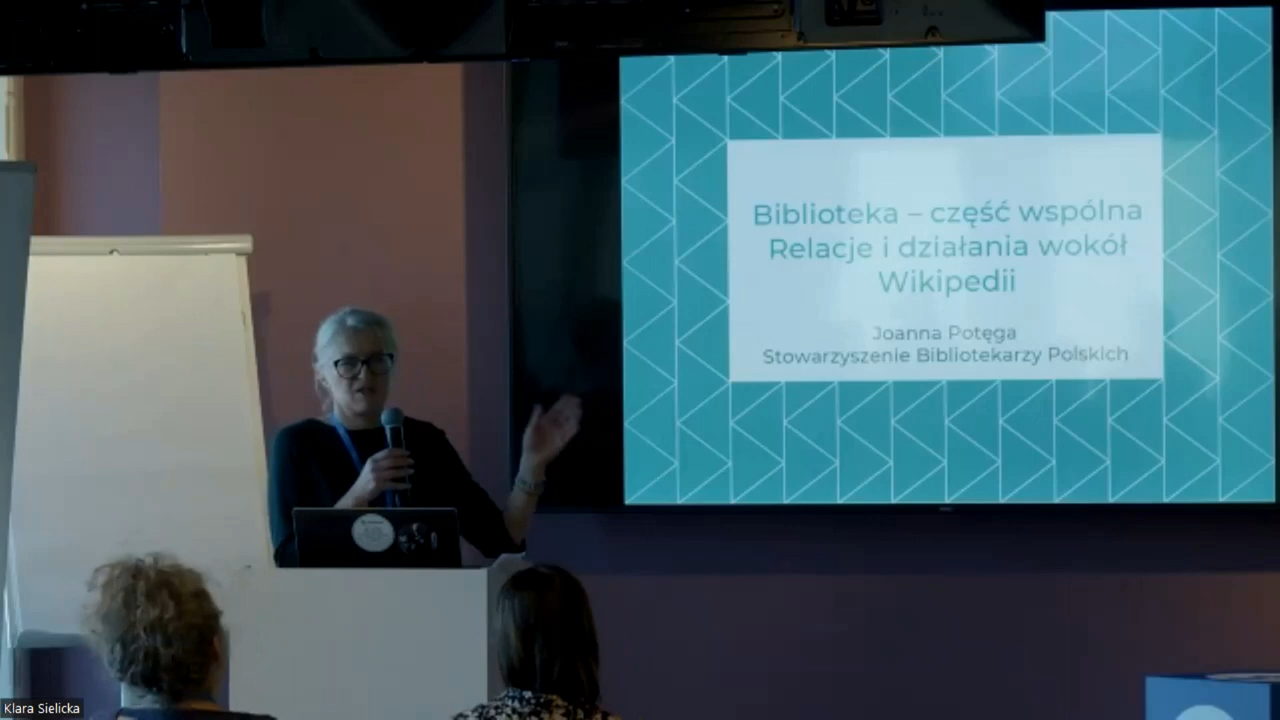 Biblioteka – część wspólna
Relacje i działania wokół
Wikipedii
Joanna Potęga
Stowarzyszenie Bibliotekarzy Polskich
Klara Sielicka